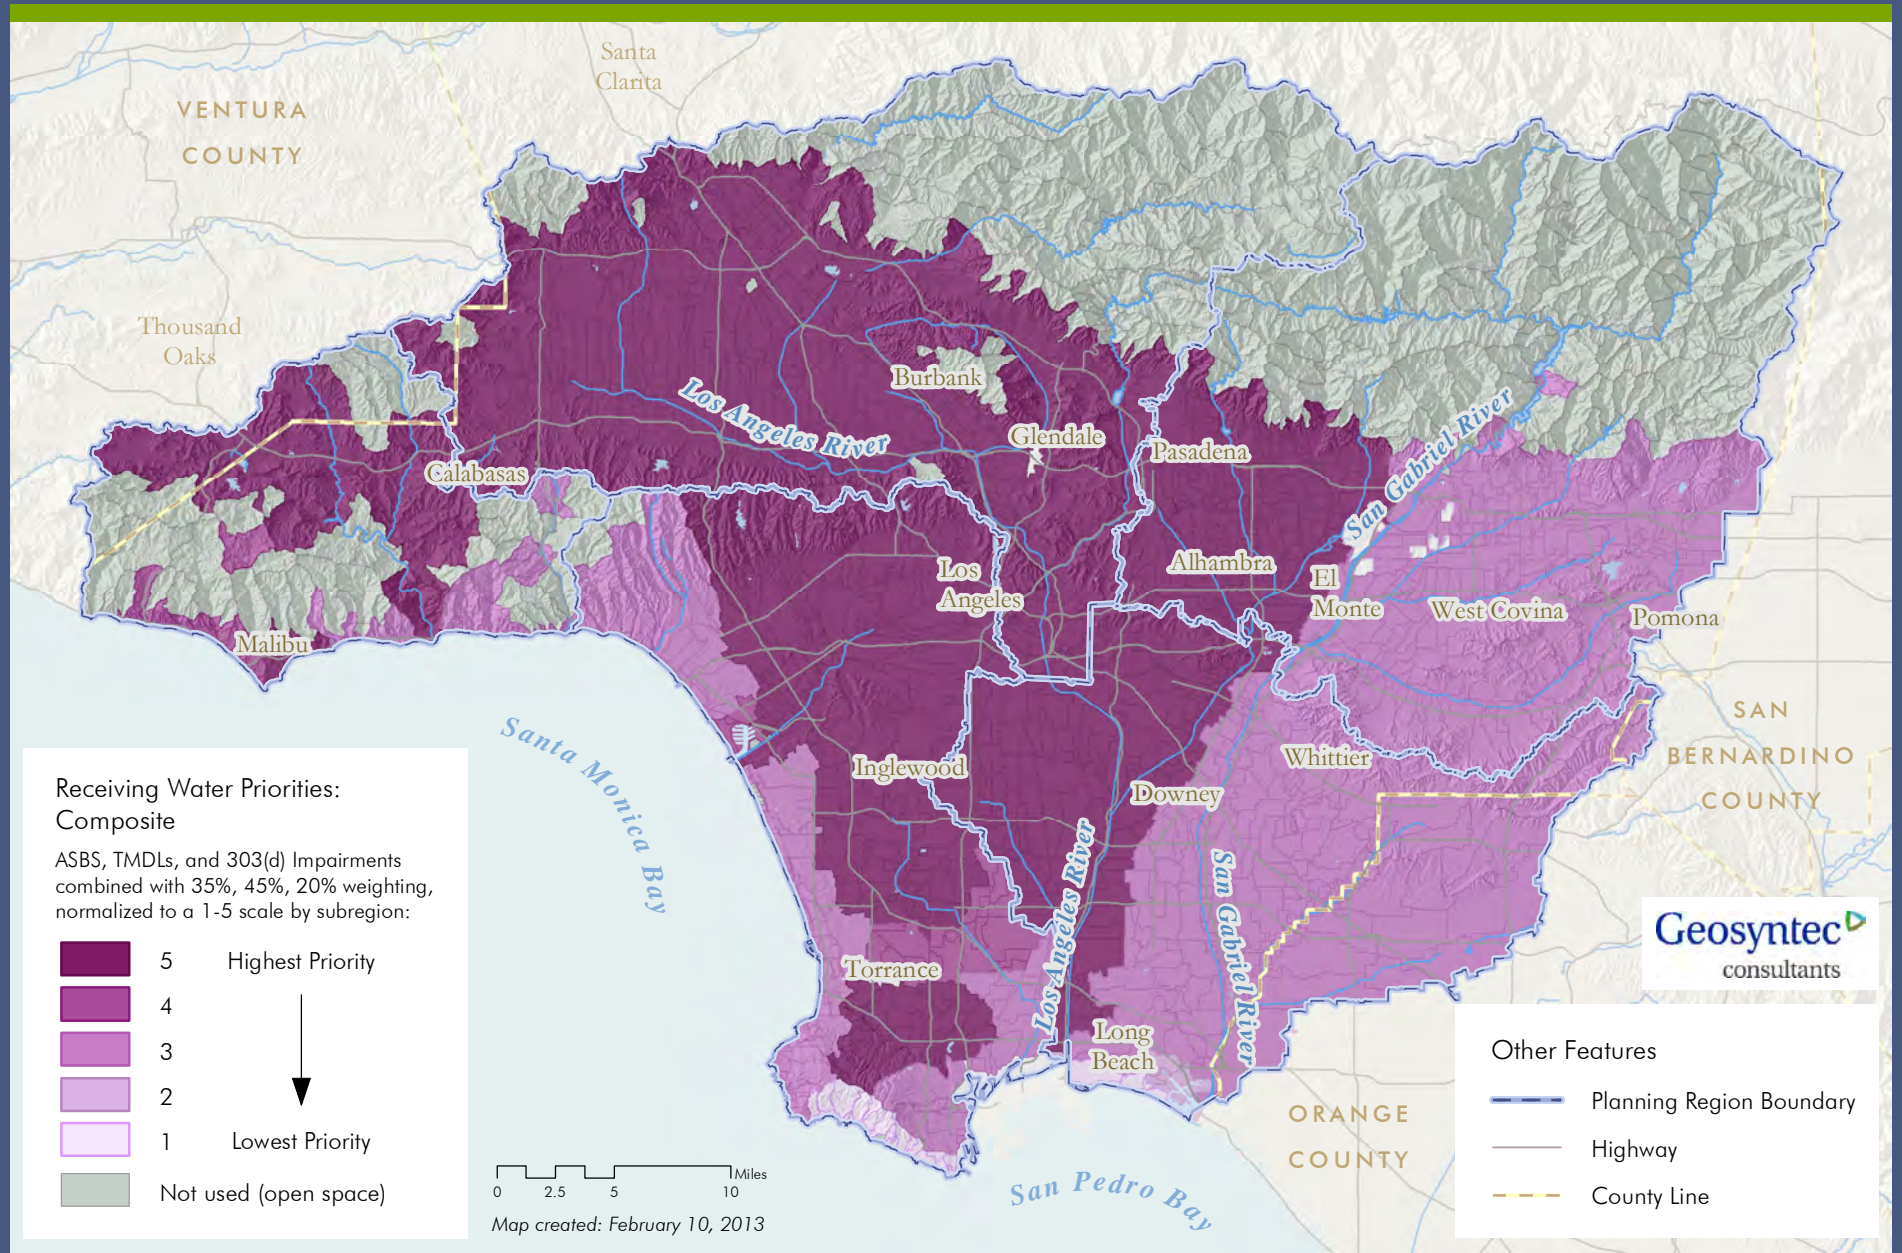 Santa
Clarita
VENTURA
COUNTY
Thousand
Oaks
Burbank
Los Angeles River
Glendale
Pasadena
Calabasas
San Gabriel River
Los
Angeles
Alhambra
El
Monte
West Covina
Pomona
Malibu
Santa Monica Bay
Inglewood
Downey
Whittier
SAN
BERNARDINO
COUNTY
Los Angeles River
San Gabriel River
Torrance
Long
Beach
ORANGE
COUNTY
San Pedro Bay
Receiving Water Priorities:
Composite
ASBS, TMDLs, and 303(d) Impairments
combined with 35%, 45%, 20% weighting,
normalized to a 1-5 scale by subregion:
5 Highest Priority
4
3
2
1 Lowest Priority
Not used (open space)
Miles
0 2.5 5 10
Map created: February 10, 2013
Geosyntec
consultants
Other Features
Planning Region Boundary
Highway
County Line